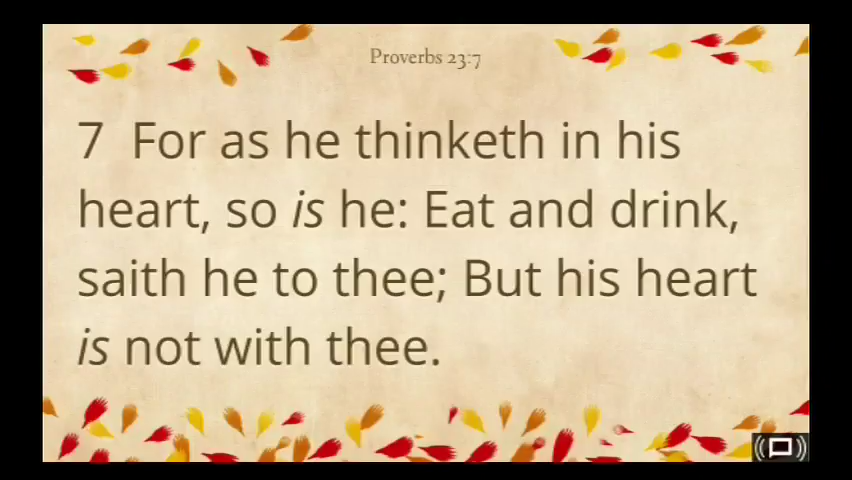 Proverbs 23:7
7 For as he thinketh in his
heart, so is he: Eat and drink,
saith he to thee; But his heart
is not with thee.